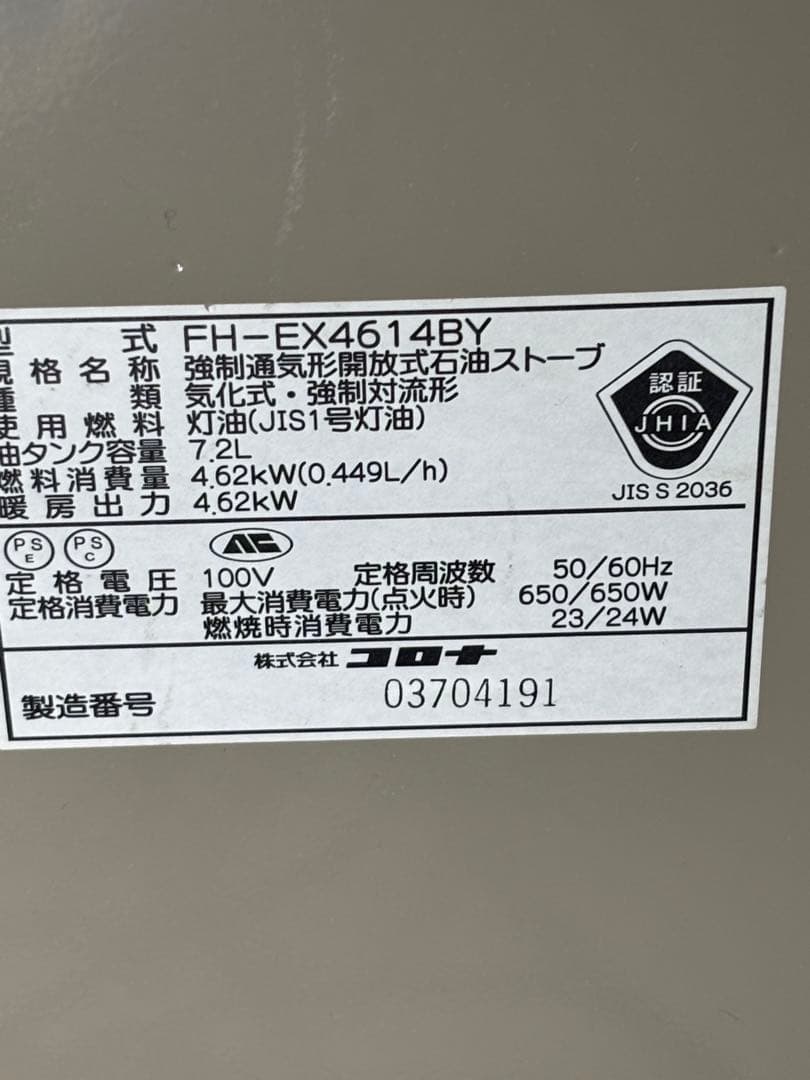 型式 FH-EX4614BY
規格名称 強制通気形開放式石油ストーブ
種類 気化式・強制対流形
使用燃料 灯油(JIS1号灯油)
油タンク容量 7.2L
燃料消費量 4.62kW(0.449L/h)
暖房出力 4.62kW
認証
JHIA
JIS S 2036
PS E PS C
定格電圧 100V 定格周波数 50/60Hz
定格消費電力 最大消費電力(点火時) 650/650W
燃焼時消費電力 23/24W
株式会社 コロナ
製造番号 03704191